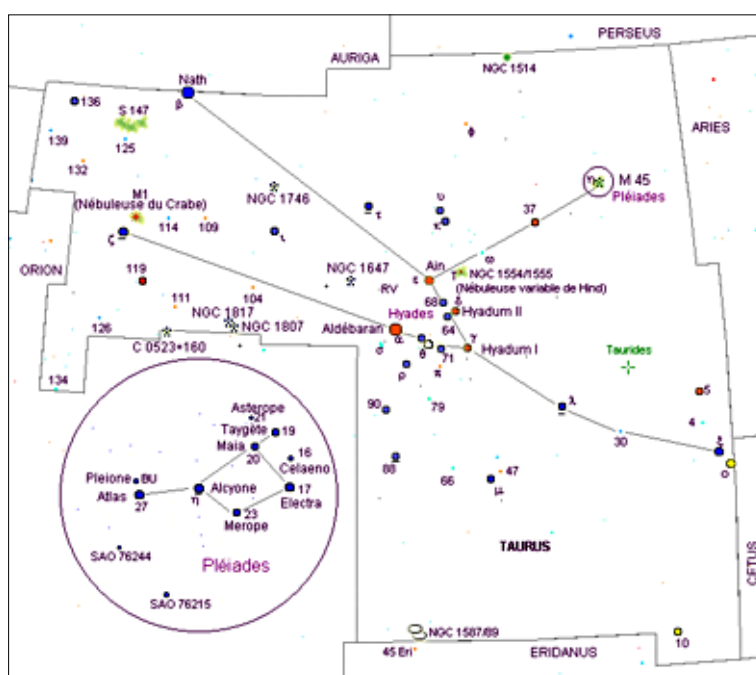 PERSEUS
AURIGA
NGC 1514
Nath
β
136
S 147
139
125
132
φ
ARIES
M 45
η
Pléiades
M1
(Nébuleuse du Crabe)
NGC 1746
τ
υ
κ
37
114
109
ζ
ι
ω
ORION
119
NGC 1647
Ain
ε
T
NGC 1554/1555
(Nébuleuse variable de Hind)
RV
68
δ
111
104
Hyades
Hyadum II
64
126
NGC 1817
NGC 1807
Aldébaran
α
θ
71
γ
Hyadum I
C 0523+160
σ
ρ
π
Taurides
134
90
79
λ
5
4
30
ξ
ο
88
66
47
μ
Asterope
21
Taygète
19
Maia
20
16
Celaeno
Pleione
BU
Atlas
27
Alcyone
η
17
Electra
23
Merope
SAO 76244
Pléiades
SAO 76215
TAURUS
CETUS
NGC 1587/89
10
45 Eri
ERIDANUS